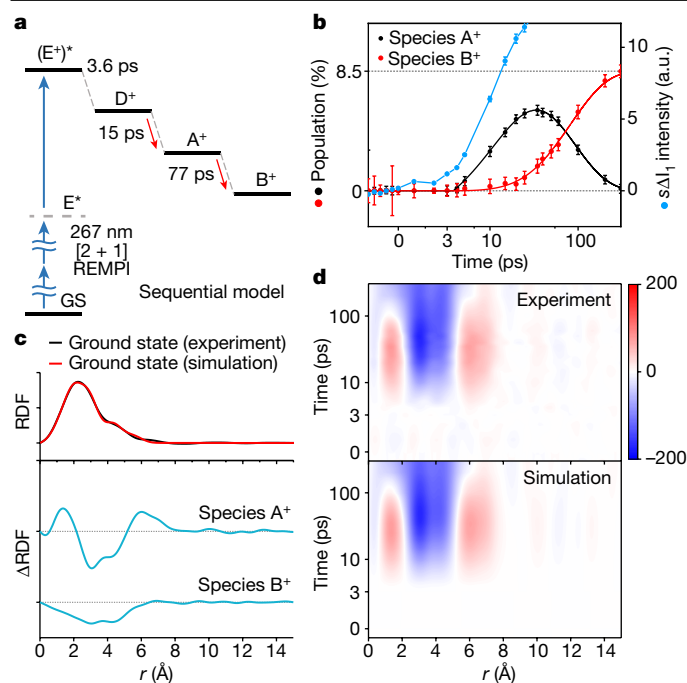 a
(E⁺)*
3.6 ps
D⁺
15 ps
A⁺
77 ps
B⁺
E*
267 nm
[2 + 1]
REMPI
GS
Sequential model
b
Species A⁺
Species B⁺
Population (%)
8.5
0
10
5
0
sΔI₁ intensity (a.u.)
0
3
10
100
Time (ps)
c
Ground state (experiment)
Ground state (simulation)
RDF
ΔRDF
Species A⁺
Species B⁺
0
2
4
6
8
10
12
14
r (Å)
d
Experiment
Time (ps)
100
10
3
0
200
0
−200
Simulation
Time (ps)
100
10
3
0
0
2
4
6
8
10
12
14
r (Å)